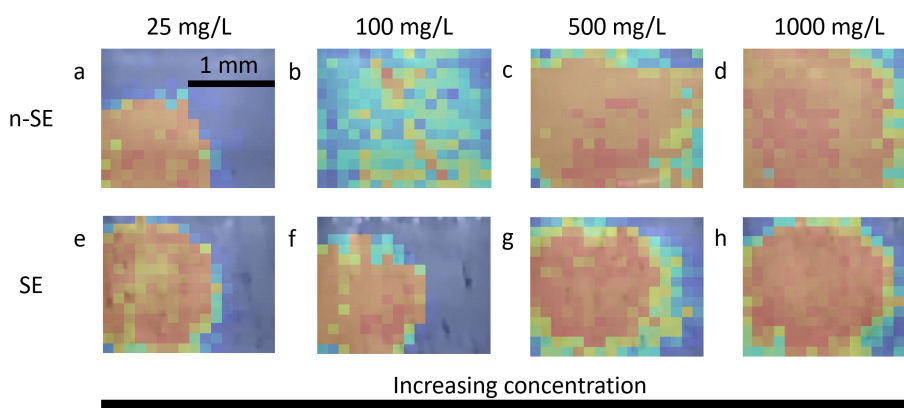 25 mg/L 100 mg/L 500 mg/L 1000 mg/L
a 1 mm b c d
n-SE
e f g h
SE
Increasing concentration